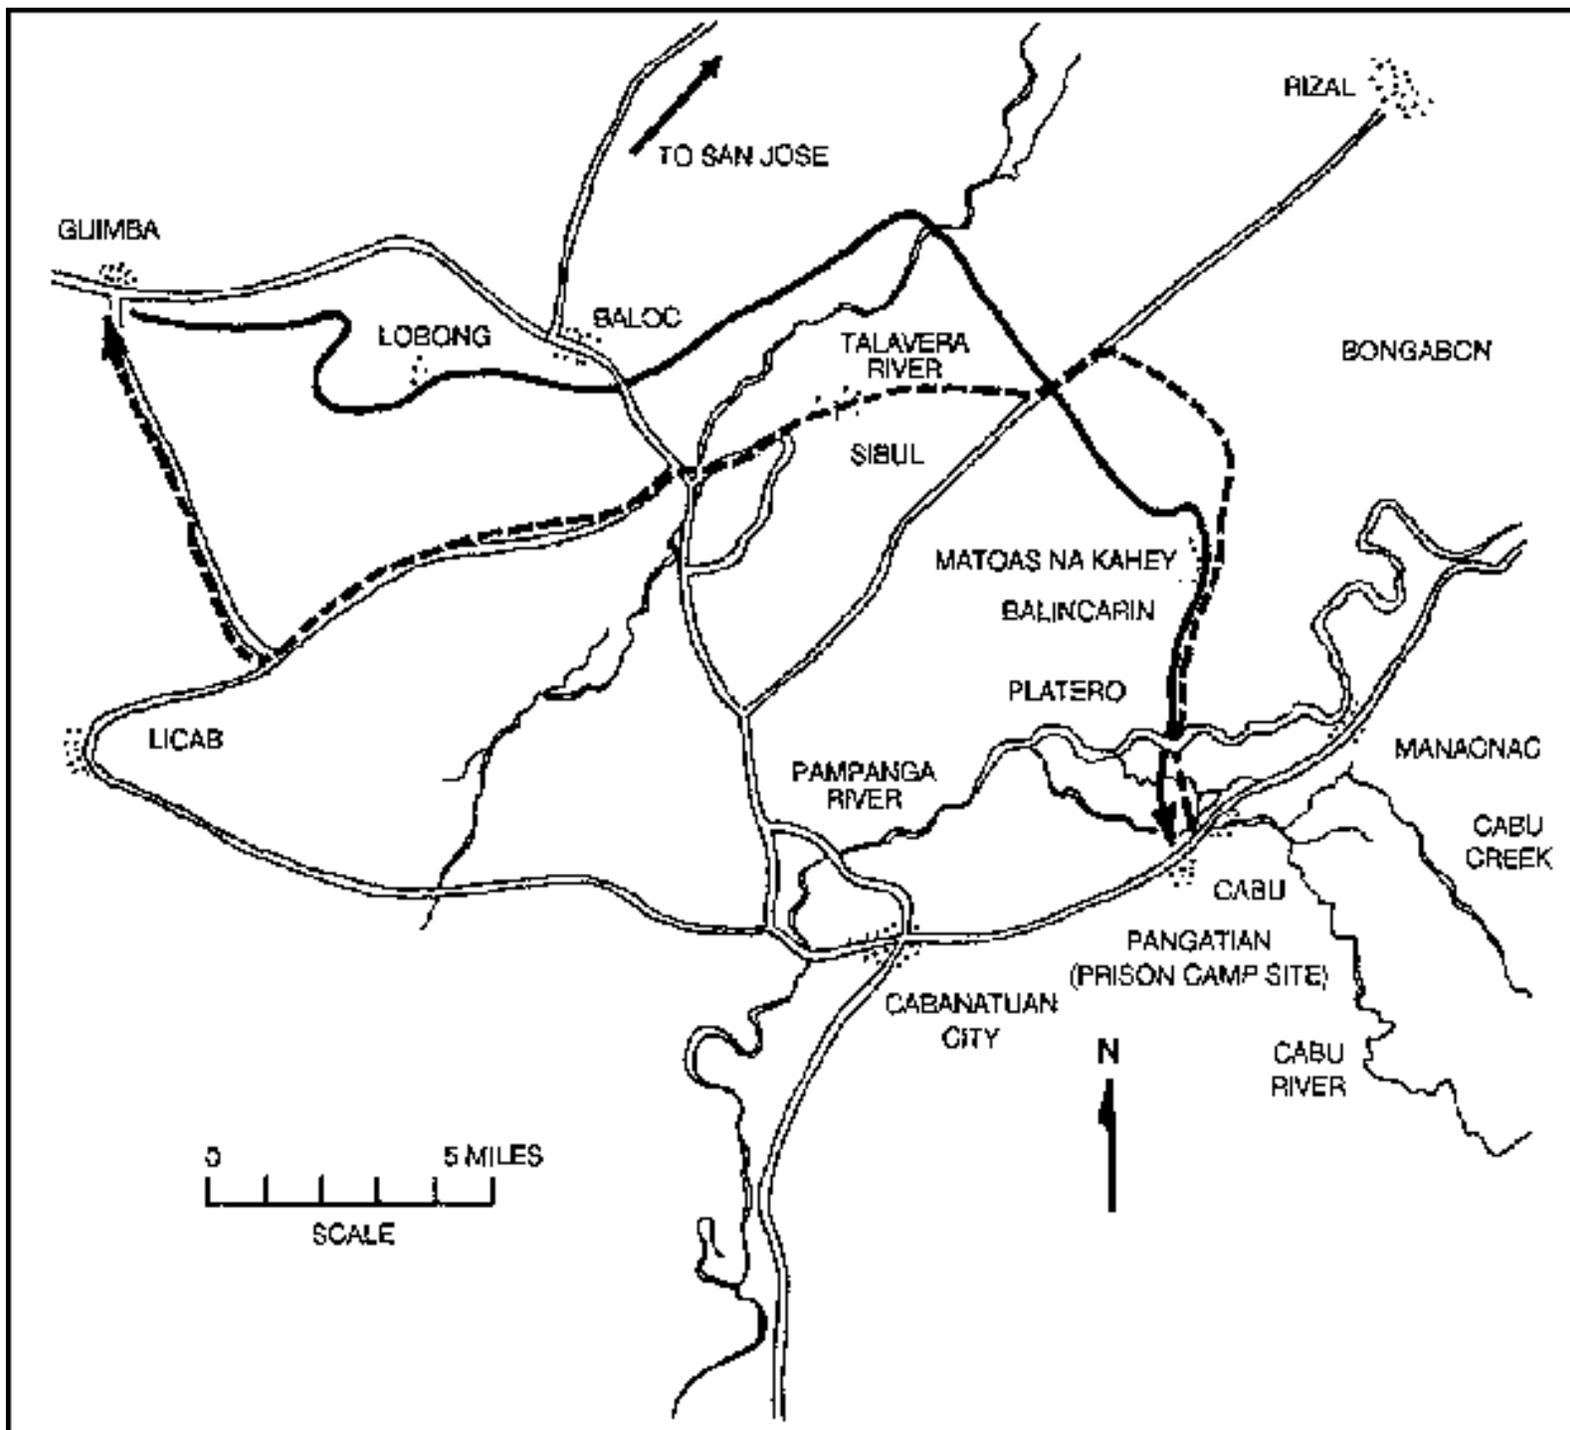 RIZAL
TO SAN JOSE
GUIMBA
BALOC
LOBONG
TALAVERA
RIVER
BONGABON
SIBUL
MATOAS NA KAHEY
BALINCARIN
PLATERO
LICAB
MANACNAC
PAMPANGA
RIVER
CABU
CREEK
CABU
PANGATIAN
(PRISON CAMP SITE)
CABANATUAN
CITY
N
CABU
RIVER
0 5 MILES
SCALE